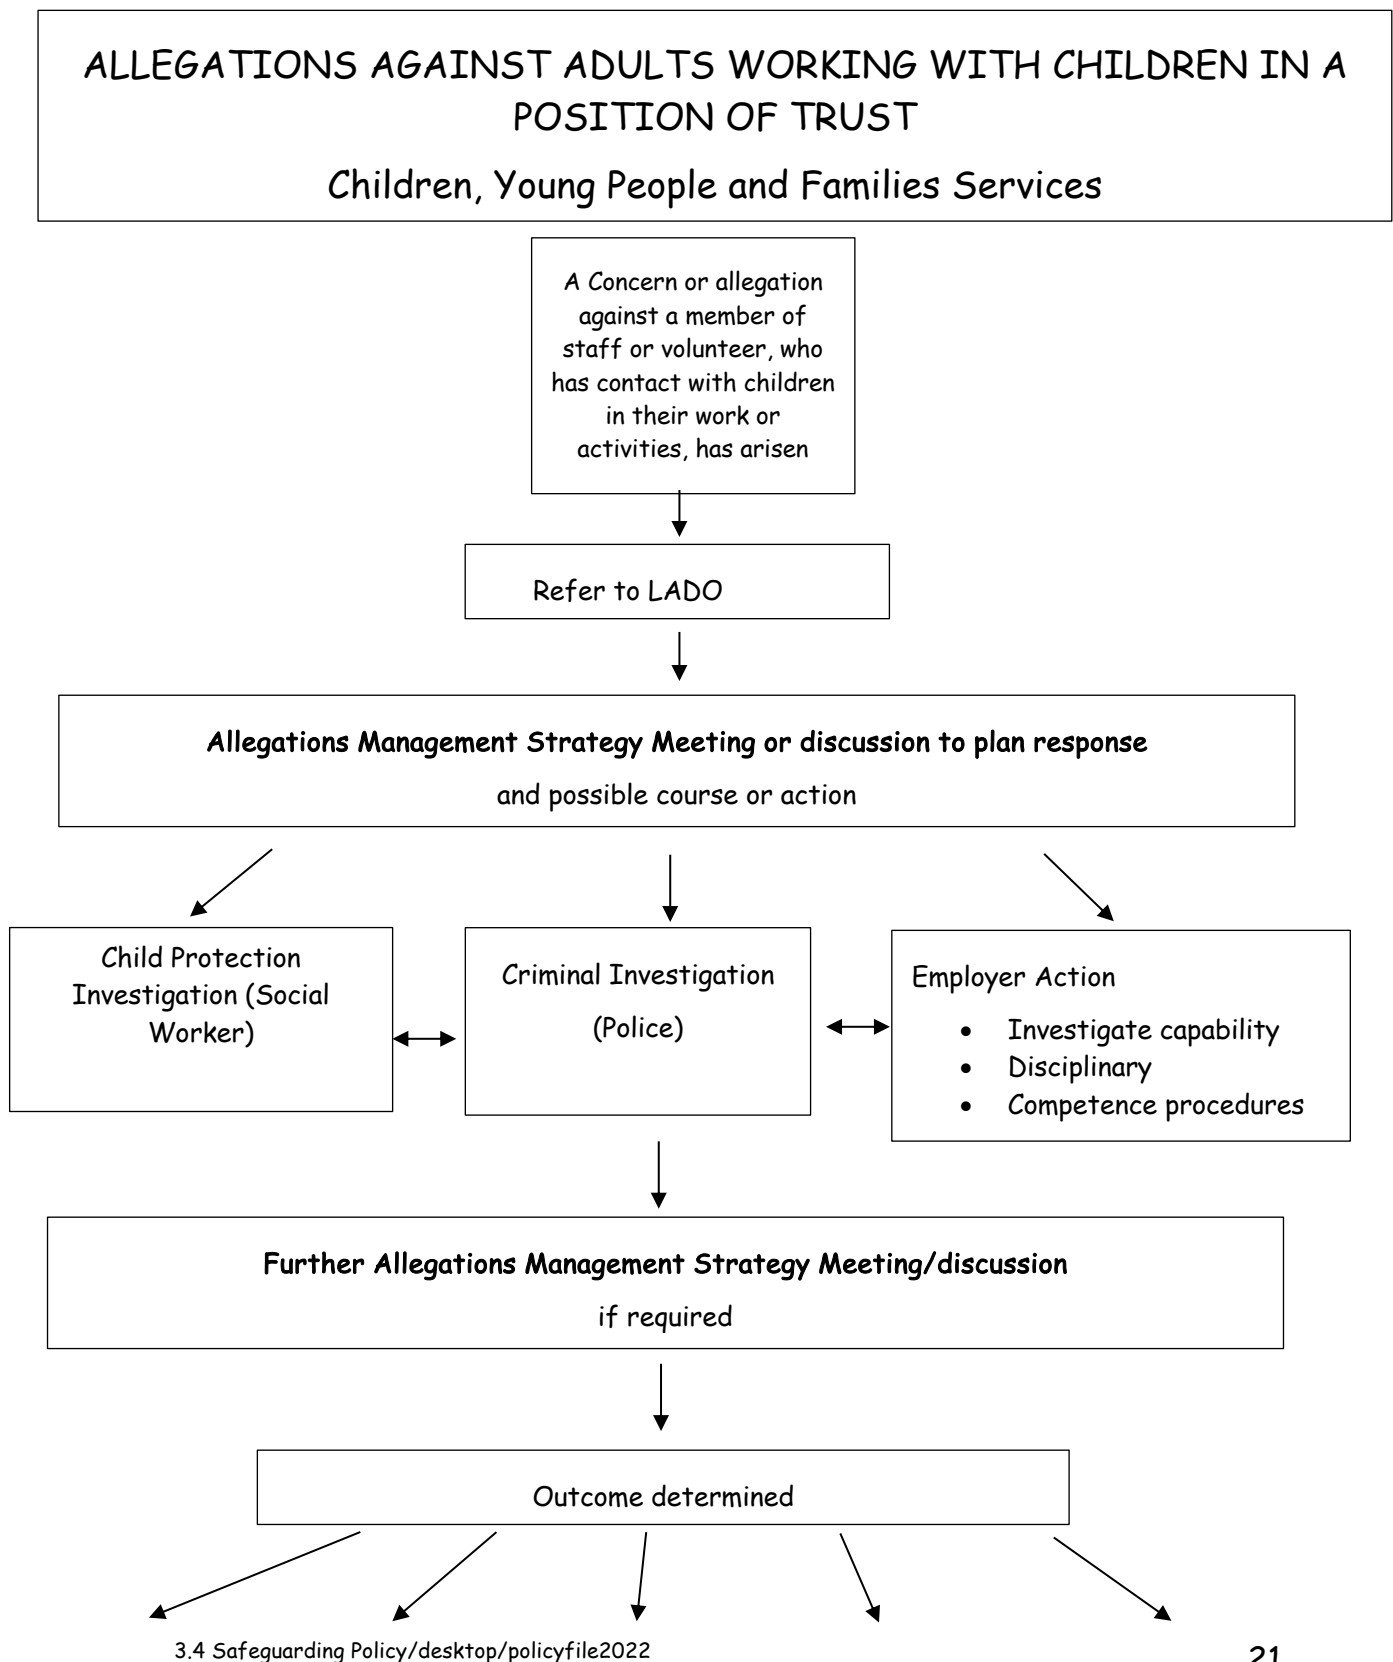 ALLEGATIONS AGAINST ADULTS WORKING WITH CHILDREN IN A
POSITION OF TRUST
Children, Young People and Families Services
A Concern or allegation
against a member of
staff or volunteer, who
has contact with children
in their work or
activities, has arisen
Refer to LADO
Allegations Management Strategy Meeting or discussion to plan response
and possible course or action
Child Protection
Investigation (Social
Worker)
Criminal Investigation
(Police)
Employer Action
• Investigate capability
• Disciplinary
• Competence procedures
Further Allegations Management Strategy Meeting/discussion
if required
Outcome determined
3.4 Safeguarding Policy/desktop/policyfile2022
21